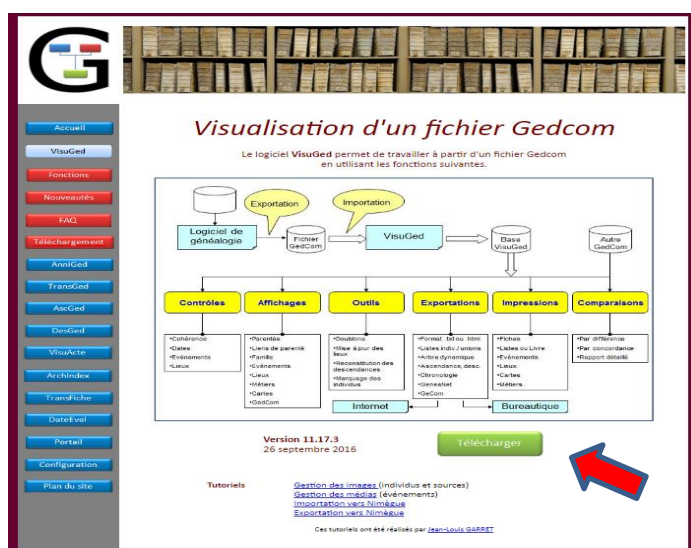 G
Accueil
VisuGed
Fonctions
Nouveautés
FAQ
Téléchargement
AnniGed
TransGed
AscGed
DesGed
VisuActe
ArchIndex
TransFiche
DateEval
Portail
Configuration
Plan du site
Visualisation d'un fichier Gedcom
Le logiciel VisuGed permet de travailler à partir d'un fichier Gedcom
en utilisant les fonctions suivantes.
Exportation
Importation
Logiciel de
généalogie
Fichier
GedCom
VisuGed
Base
VisuGed
Autre
GedCom
Contrôles
•Cohérence
•Dates
•Evénements
•Lieux
Affichages
•Parentés
•Liens de parenté
•Famille
•Evénements
•Lieux
•Métiers
•Cartes
•GedCom
Outils
•Doublons
•Mise à jour des
lieux
•Reconstitution des
descendances
•Marquage des
individus
Exportations
•Format .txt ou .html
•Listes indiv / unions
•Arbre dynamique
•Ascendance, desc.
•Chronologie
•GeneaNet
•GeCom
Impressions
•Fiches
•Listes ou Livre
•Evénements
•Lieux
•Cartes
•Métiers
Comparaisons
•Par différence
•Par concordance
•Rapport détaillé
Internet
Bureautique
Version 11.17.3
26 septembre 2016
Télécharger
Tutoriels
Gestion des images (individus et sources)
Gestion des médias (événements)
Importation vers Nimègue
Exportation vers Nimègue
Ces tutoriels ont été réalisés par Jean-Louis GARRET